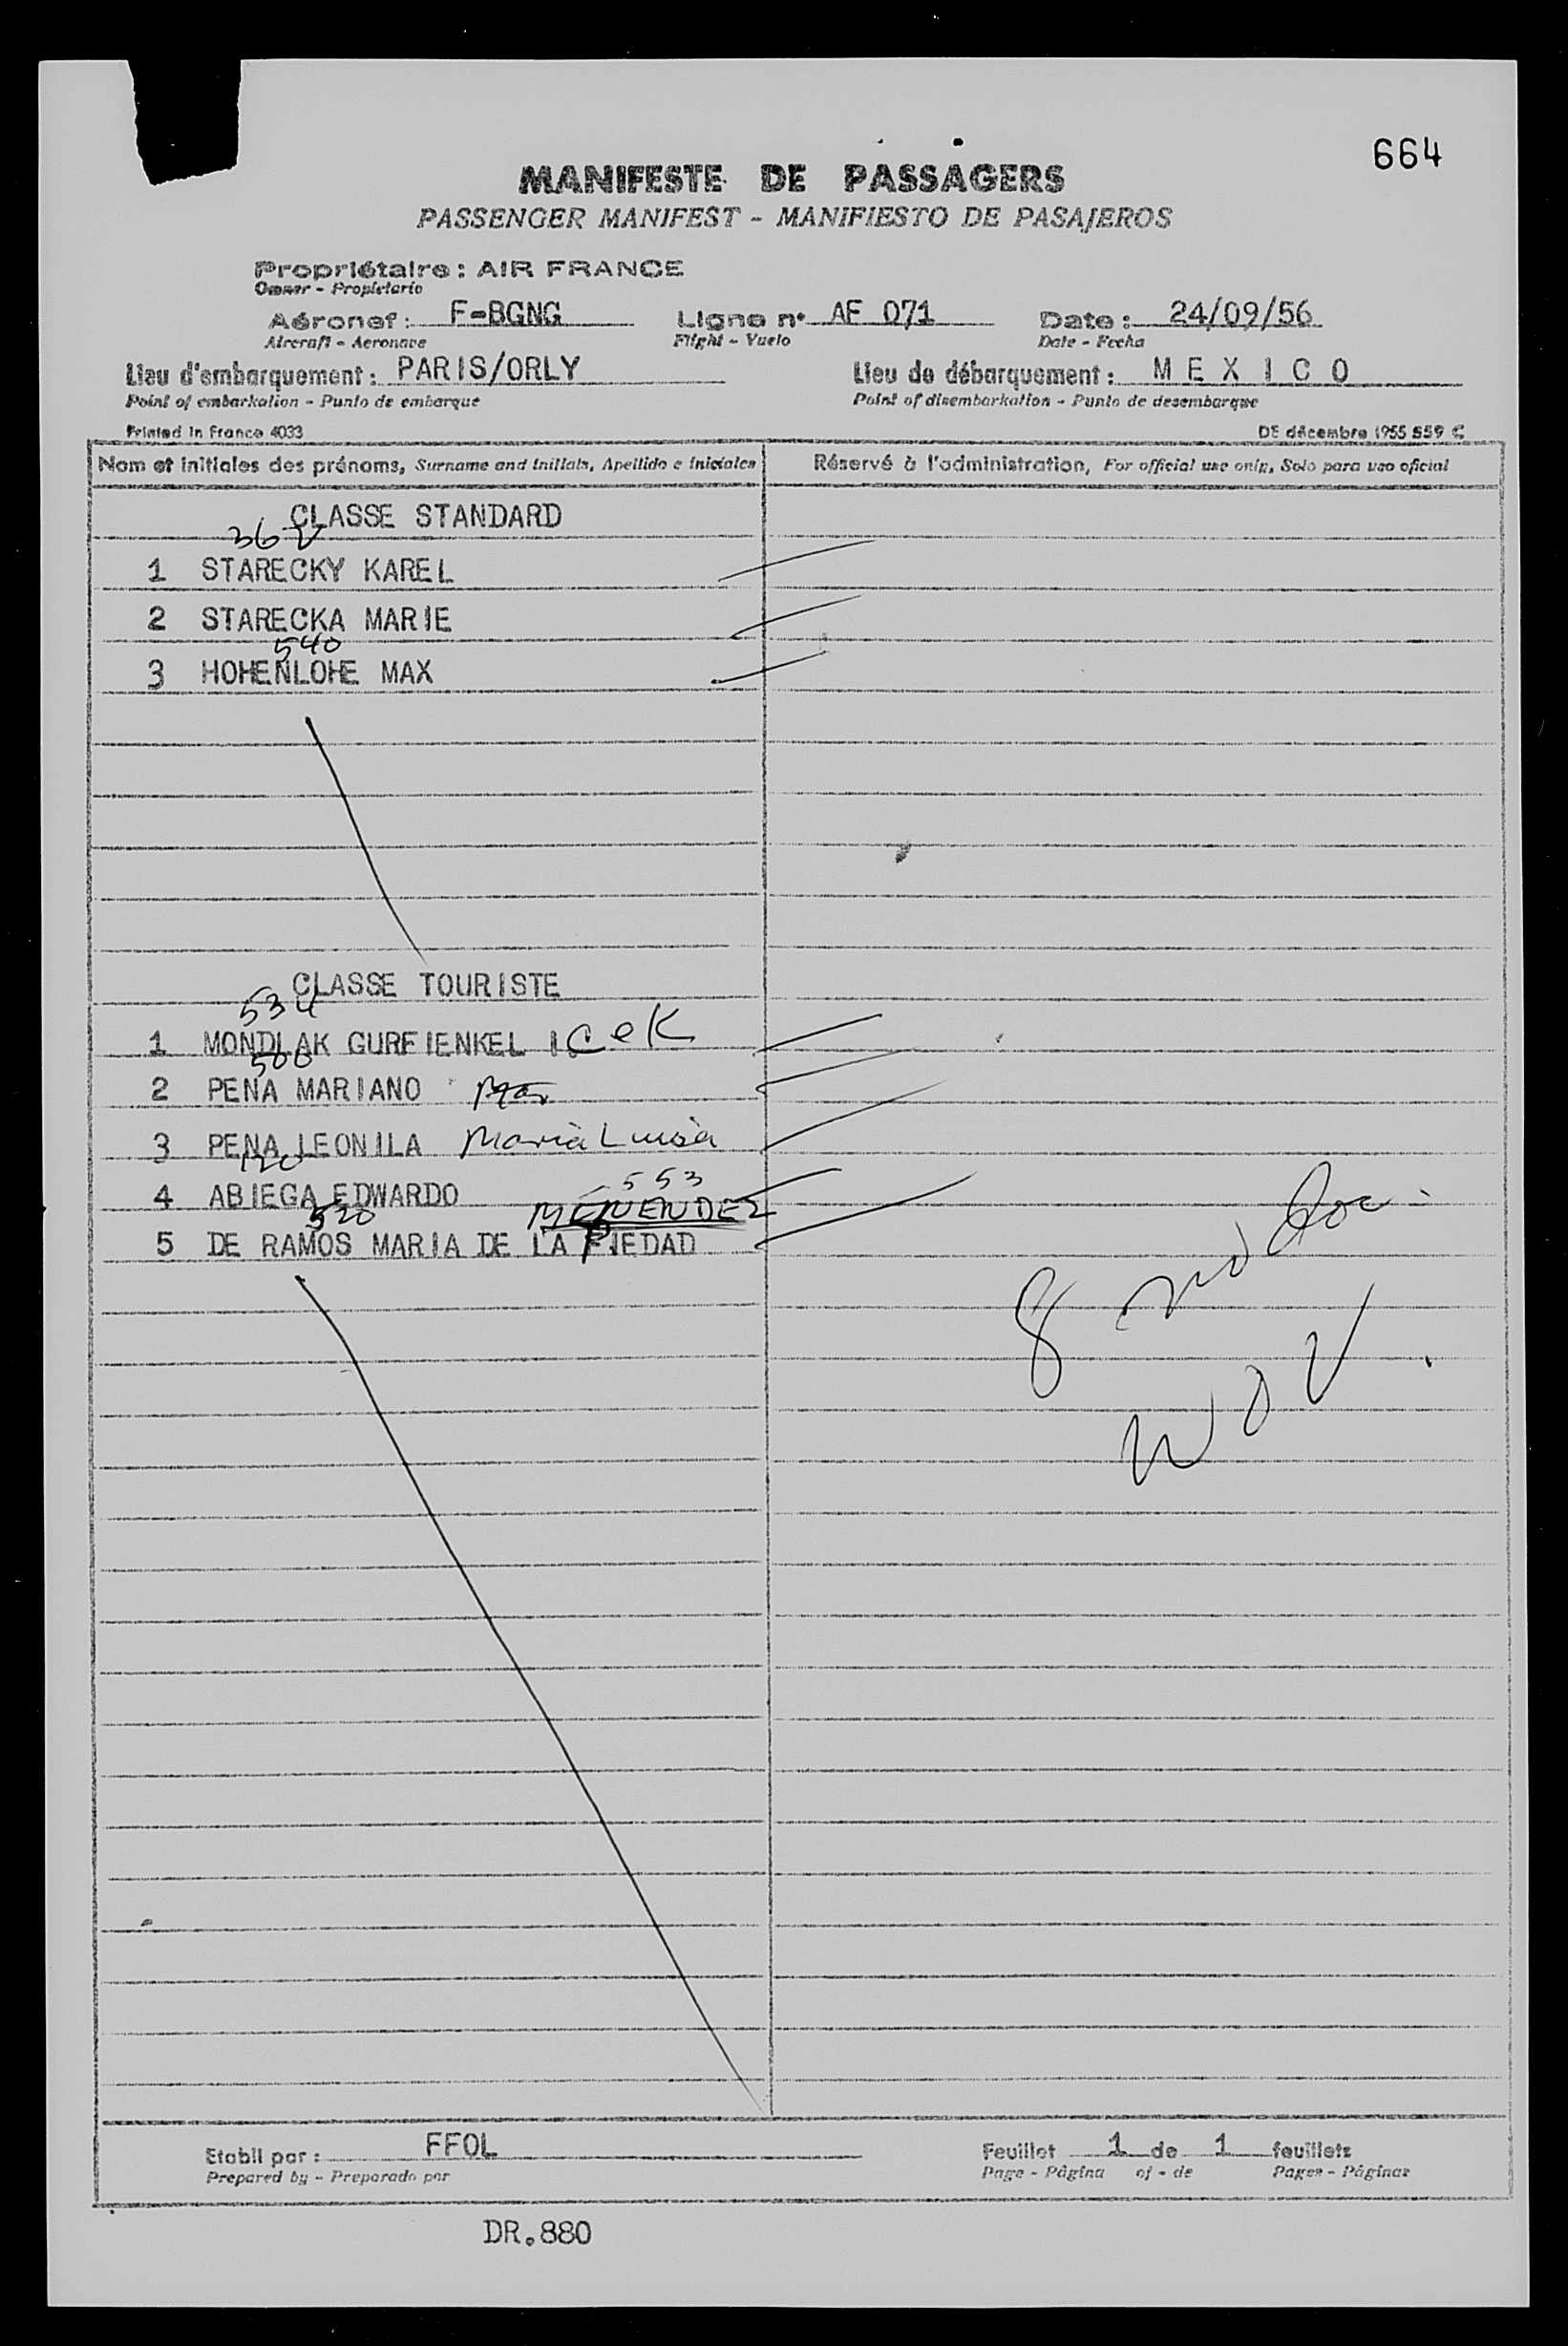 664
MANIFESTE DE PASSAGERS
PASSENGER MANIFEST - MANIFIESTO DE PASAJEROS
Propriétaire : AIR FRANCE
Owner - Propietario
Aéronef : F-BGNG Ligne n° AF 071 Date : 24/09/56
Aircraft - Aeronave Flight - Vuelo Date - Fecha
Lieu d'embarquement : PARIS/ORLY Lieu de débarquement : MEXICO
Point of embarkation - Punto de embarque Point of disembarkation - Punto de desembarque
Printed in France 4033 DE décembre 1955 559 C
Nom et initiales des prénoms, Surname and initials, Apellido e iniciales Réservé à l'administration, For official use only, Solo para uso oficial
CLASSE STANDARD
36
1 STARECKY KAREL
2 STARECKA MARIE
540
3 HOHENLOHE MAX
CLASSE TOURISTE
534
1 MONDLAK GURFIENKEL ICeK
500
2 PENA MARIANO
3 PENA LEONILA Maria Luisa
120
4 ABIEGA EDWARDO 553
520 MENENDEZ
5 DE RAMOS MARIA DE LA PIEDAD
8
Etabli par : FFOL Feuillet 1 de 1 feuillets
Prepared by - Preparado por Page - Página of - de Pages - Páginas
DR.880